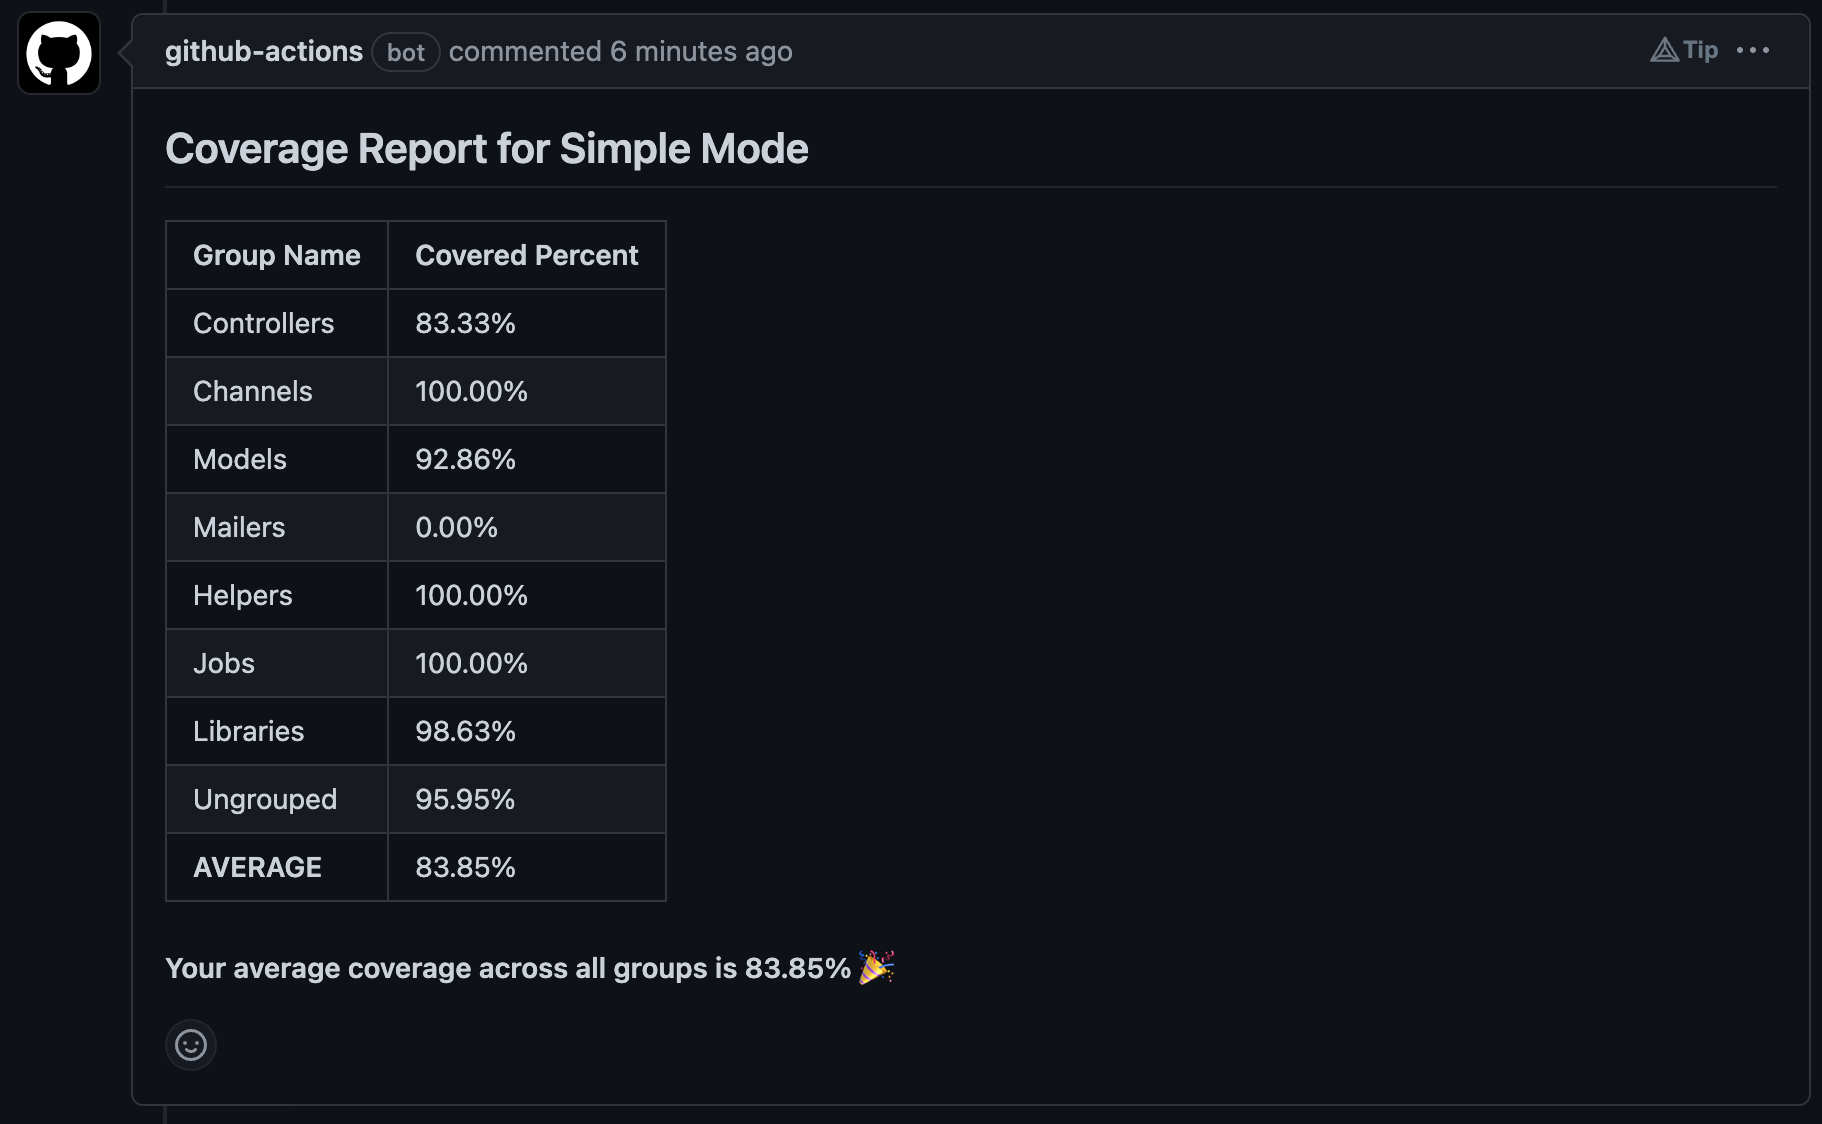 github-actions bot commented 6 minutes ago Tip
Coverage Report for Simple Mode
Group Name Covered Percent
Controllers 83.33%
Channels 100.00%
Models 92.86%
Mailers 0.00%
Helpers 100.00%
Jobs 100.00%
Libraries 98.63%
Ungrouped 95.95%
AVERAGE 83.85%
Your average coverage across all groups is 83.85% 🎉